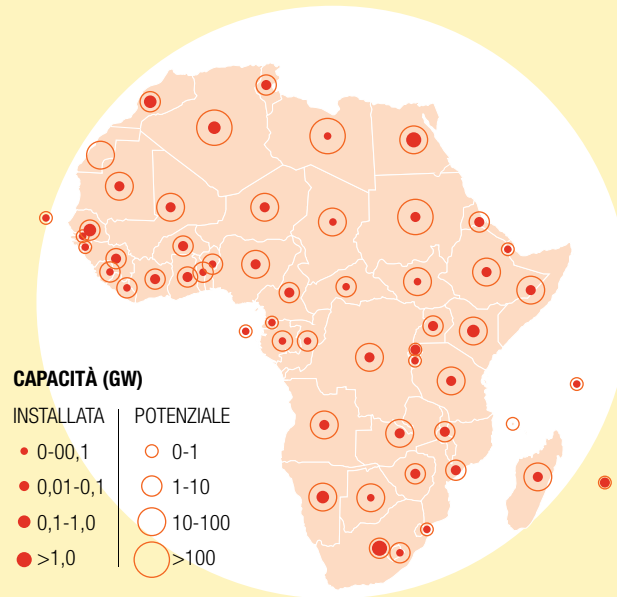 CAPACITÀ (GW)
INSTALLATA
POTENZIALE
0-00,1
0-1
0,01-0,1
1-10
0,1-1,0
10-100
>1,0
>100